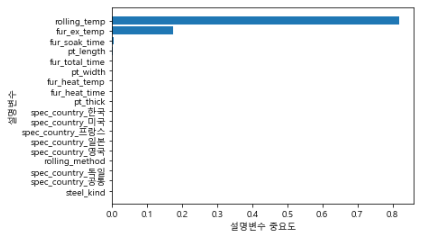 rolling_temp
fur_ex_temp
fur_soak_time
pt_length
fur_total_time
pt_width
fur_heat_temp
fur_heat_time
pt_thick
spec_country_한국
spec_country_미국
spec_country_프랑스
spec_country_일본
spec_country_영국
rolling_method
spec_country_독일
spec_country_공통
steel_kind
설명변수
0.0 0.1 0.2 0.3 0.4 0.5 0.6 0.7 0.8
설명변수 중요도